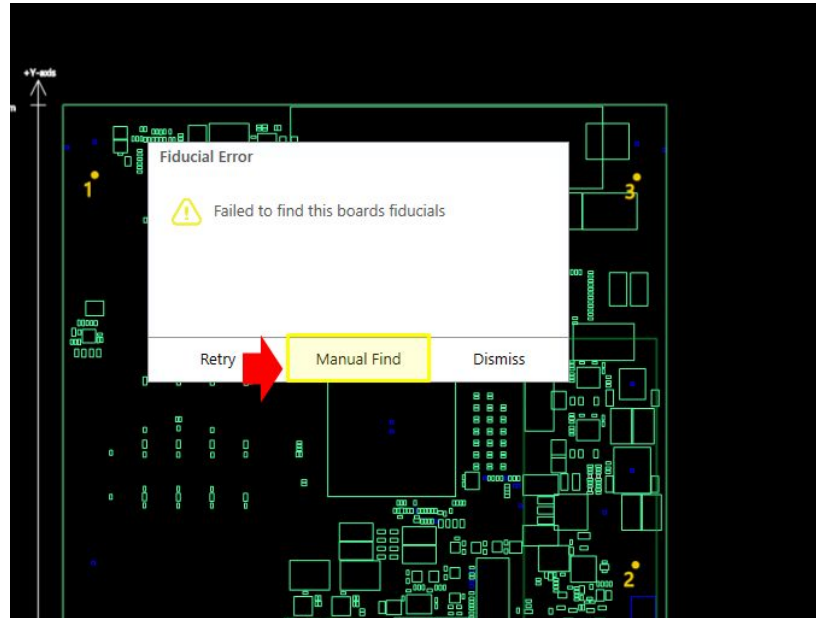 +Y-axis
m
Fiducial Error
1
3
Failed to find this boards fiducials
Retry
Manual Find
Dismiss
2